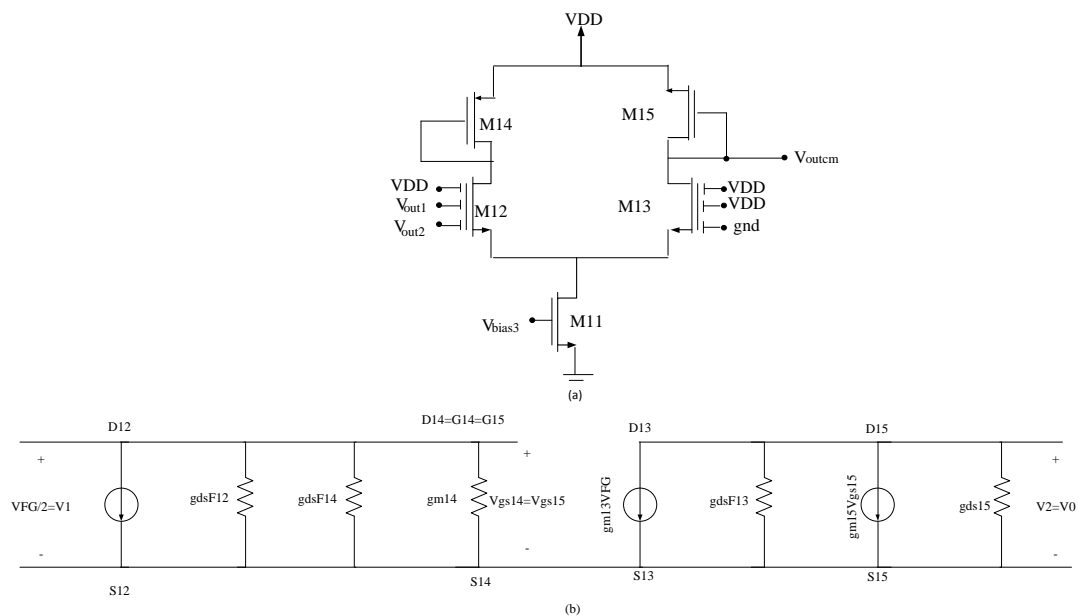 VDD
M14
M15
Voutcm
VDD
Vout1
Vout2
M12
M13
VDD
VDD
gnd
Vbias3
M11
(a)
D12
D14=G14=G15
D13
D15
+
+
+
VFG/2=V1
gdsF12
gdsF14
gm14
Vgs14=Vgs15
gm13VFG
gdsF13
gm15Vgs15
gds15
V2=V0
-
-
-
S12
S14
S13
S15
(b)